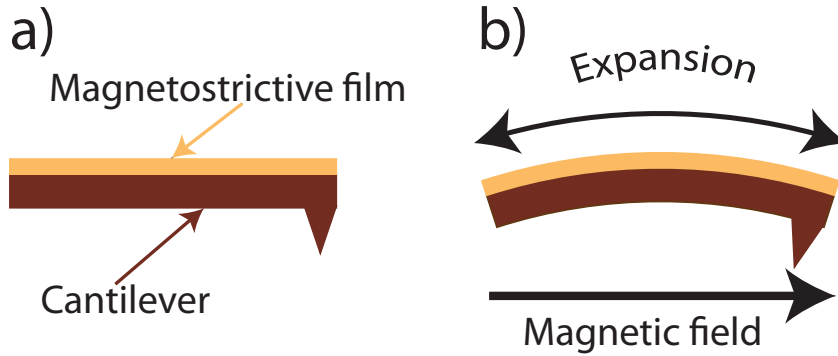 a)
Magnetostrictive film
Cantilever
b)
Expansion
Magnetic field